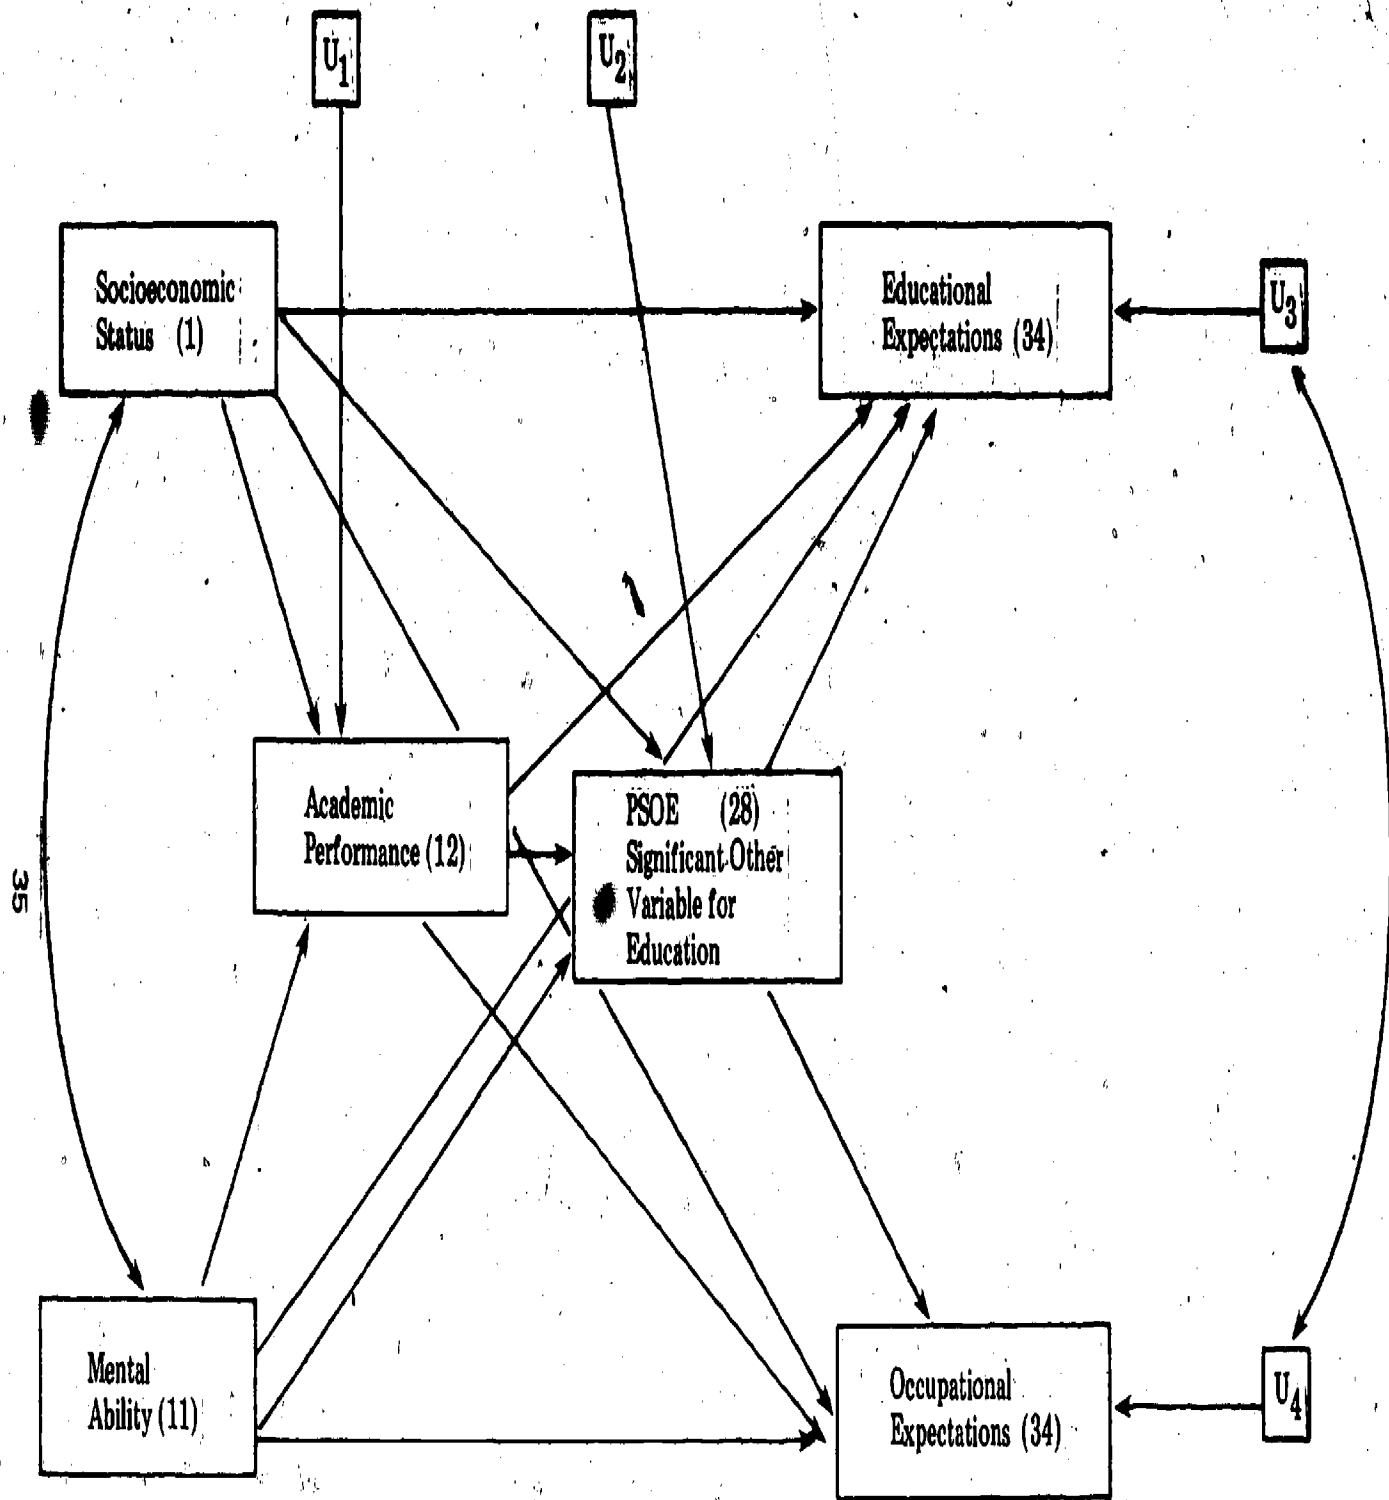 U1
U2
Socioeconomic
Status (1)
Educational
Expectations (34)
U3
Academic
Performance (12)
PSOE (28)
Significant Other
Variable for
Education
35
Mental
Ability (11)
Occupational
Expectations (34)
U4